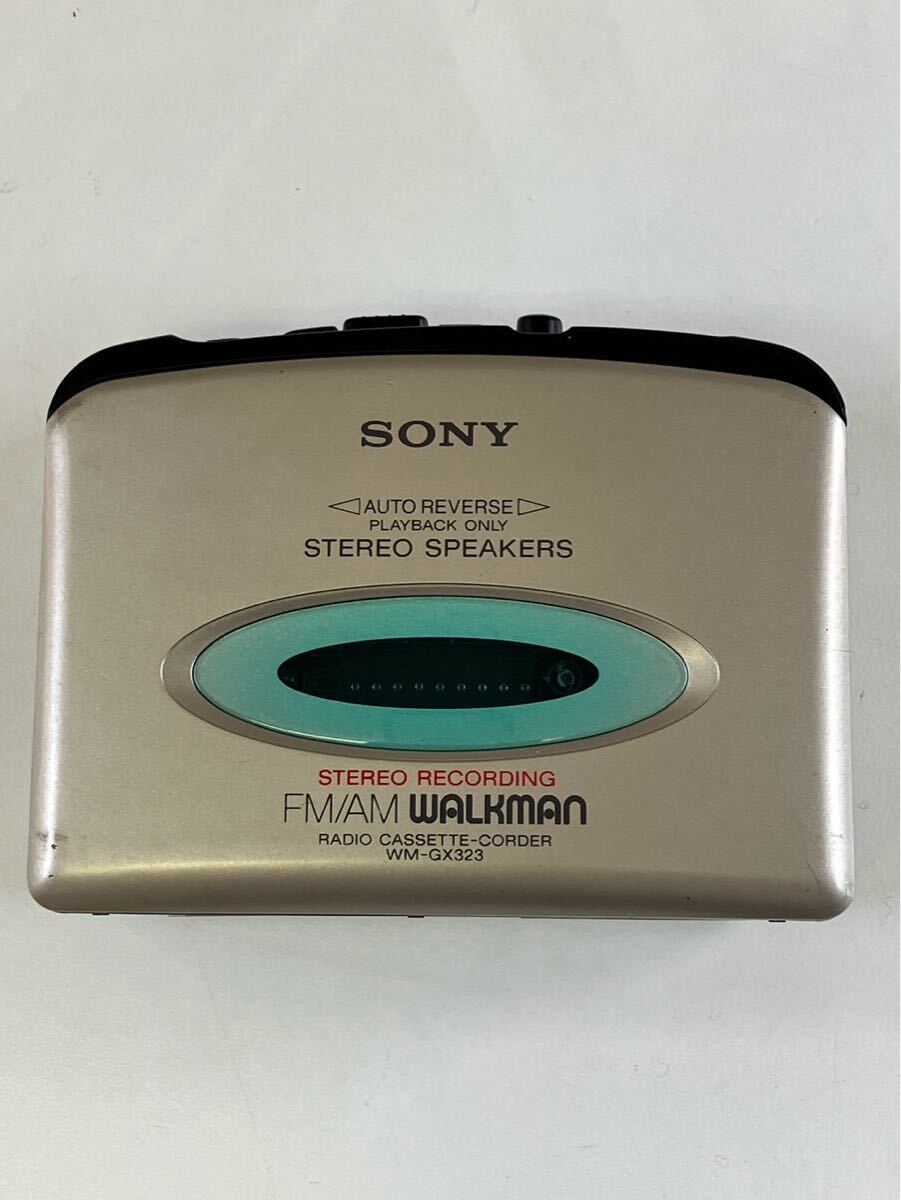 SONY
◁ AUTO REVERSE ▷
PLAYBACK ONLY
STEREO SPEAKERS
STEREO RECORDING
FM/AM WALKMAN
RADIO CASSETTE-CORDER
WM-GX323